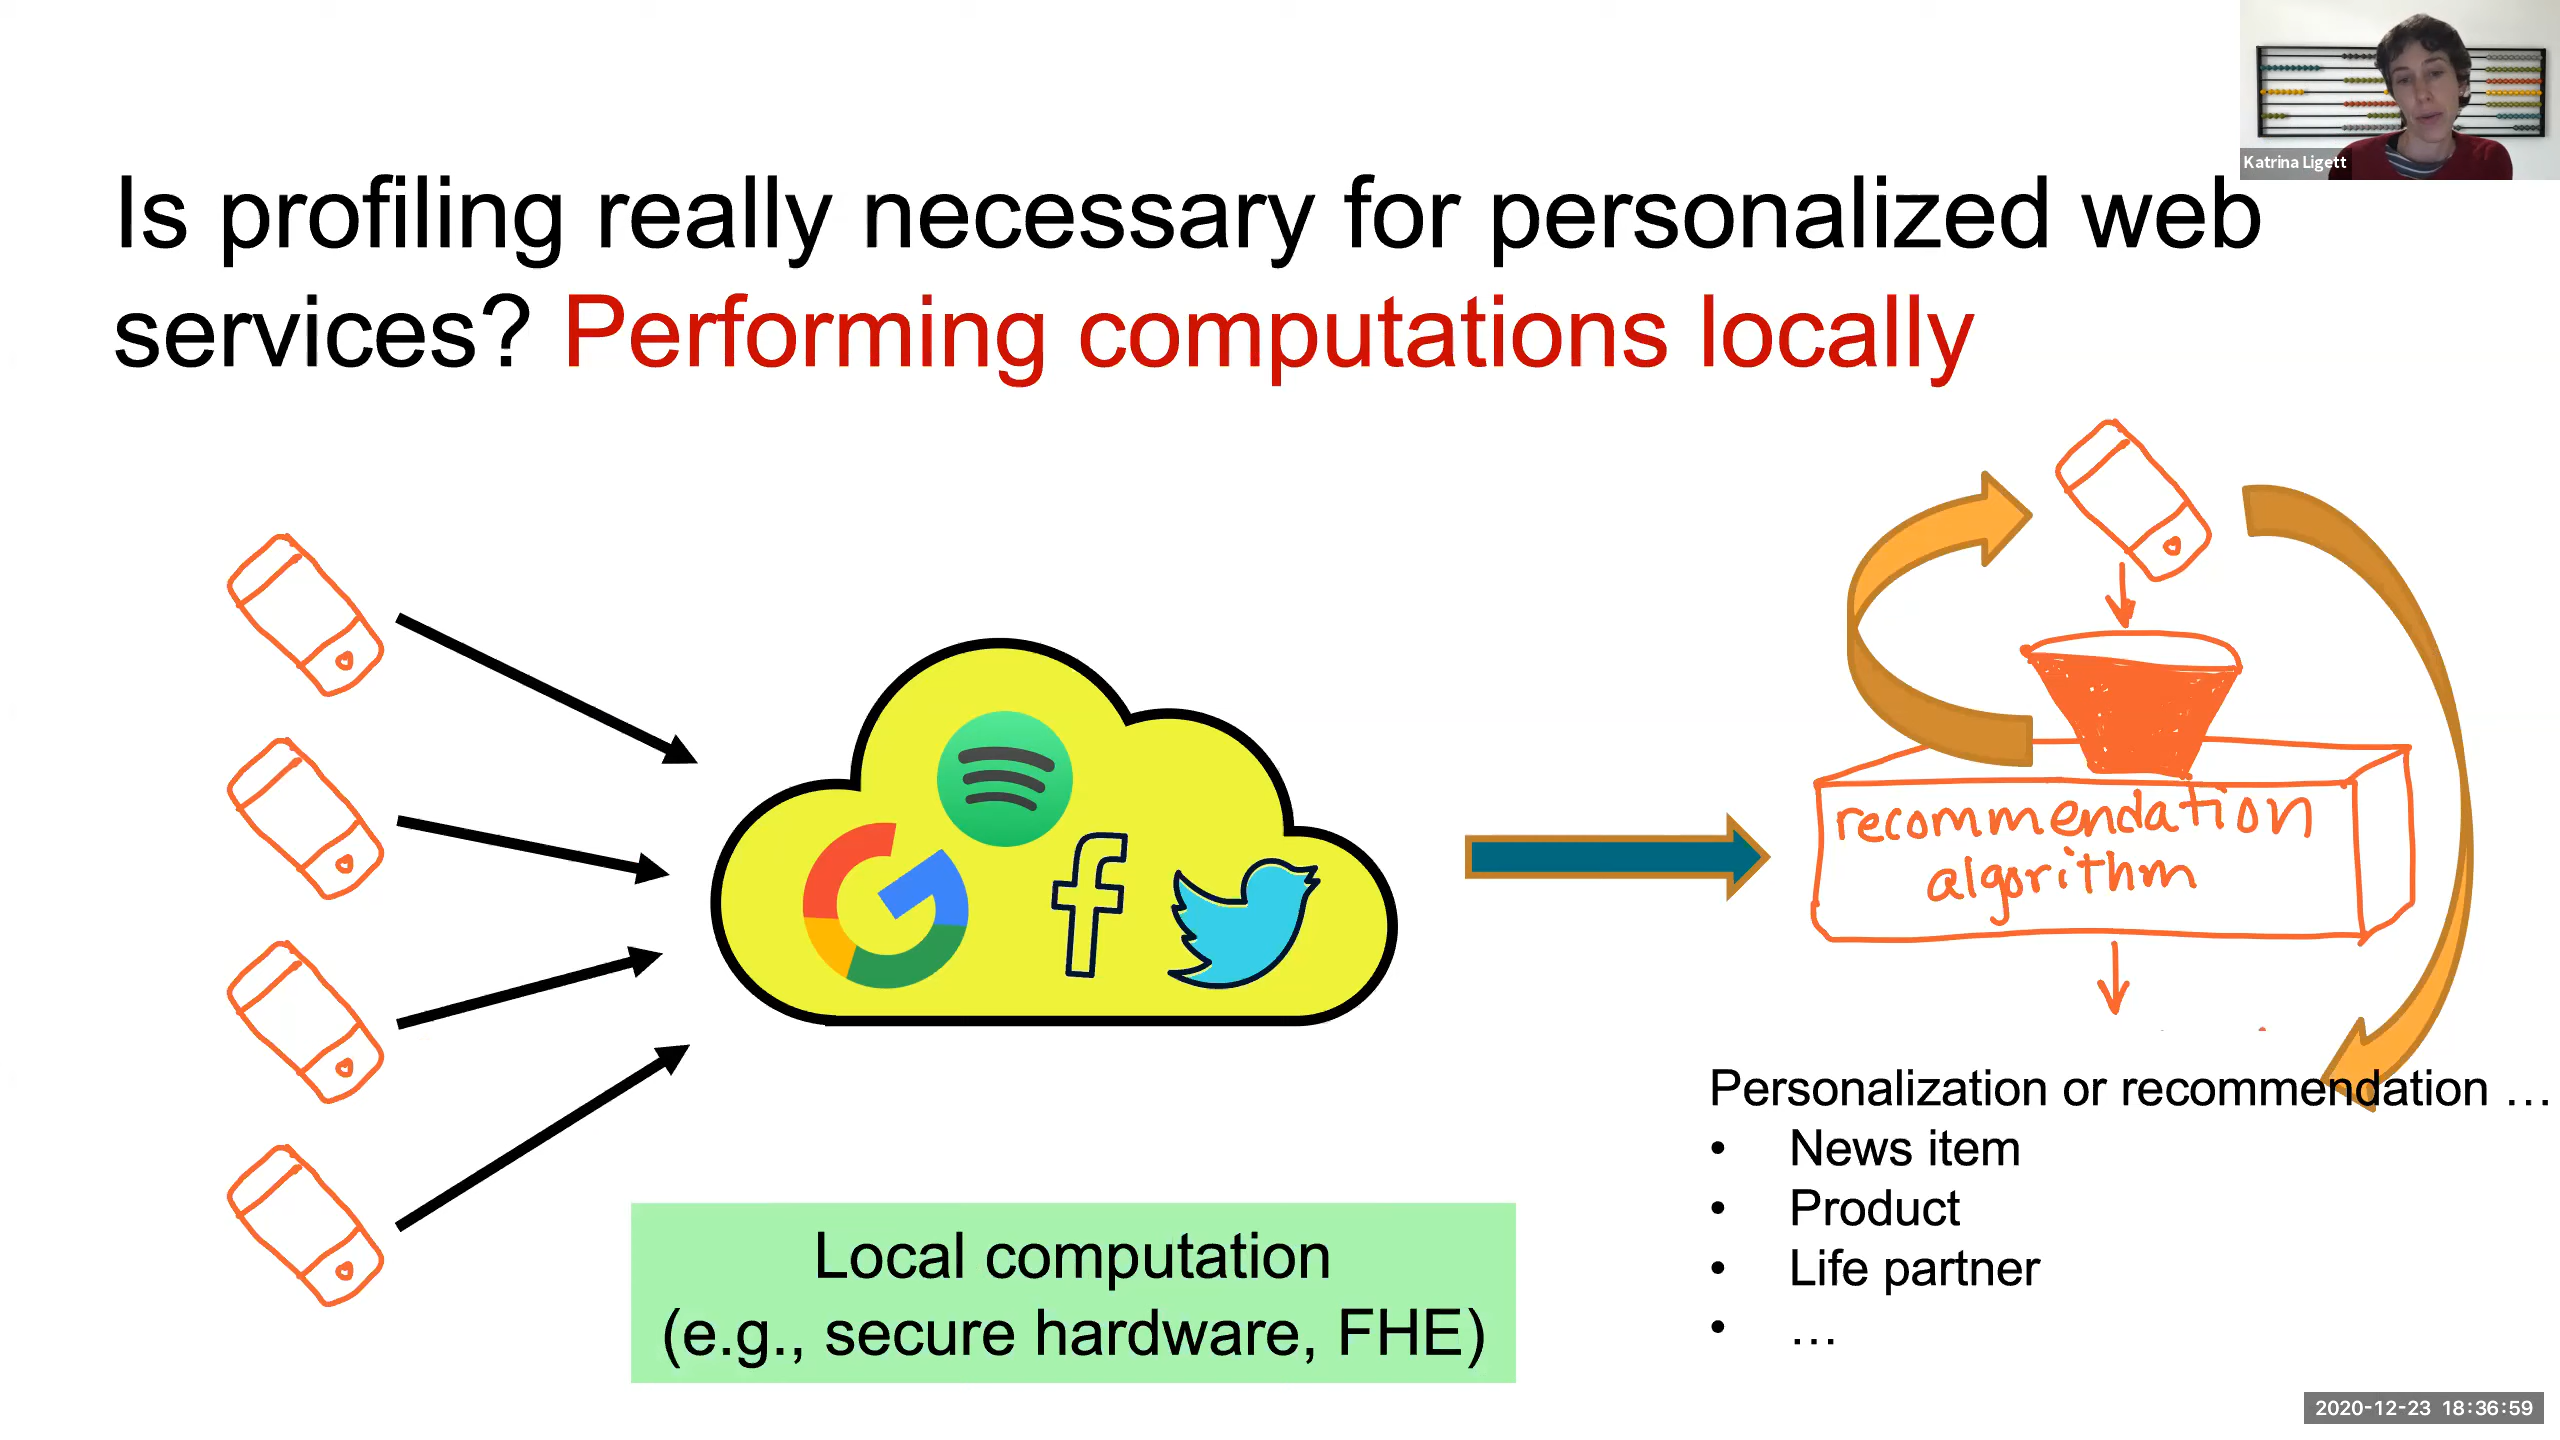 Katrina Ligett
Is profiling really necessary for personalized web
services? Performing computations locally
recommendation
algorithm
Personalization or recommendation …
• News item
• Product
• Life partner
• …
Local computation
(e.g., secure hardware, FHE)
2020-12-23 18:36:59